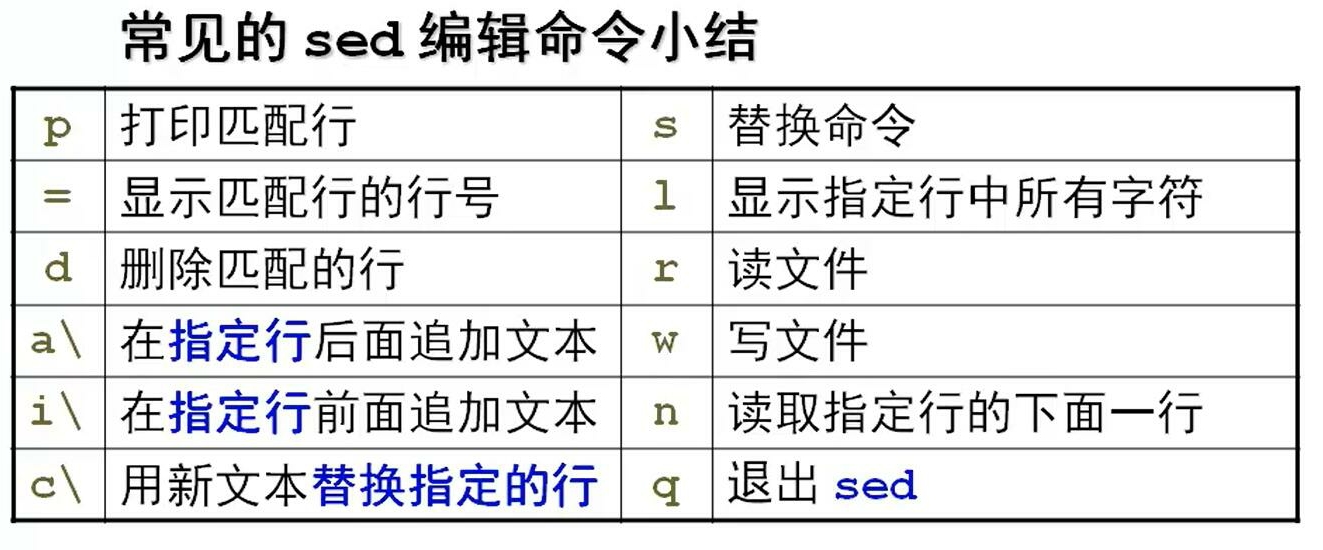 常见的 sed 编辑命令小结
p 打印匹配行 s 替换命令
= 显示匹配行的行号 l 显示指定行中所有字符
d 删除匹配的行 r 读文件
a\ 在指定行后面追加文本 w 写文件
i\ 在指定行前面追加文本 n 读取指定行的下面一行
c\ 用新文本替换指定的行 q 退出 sed